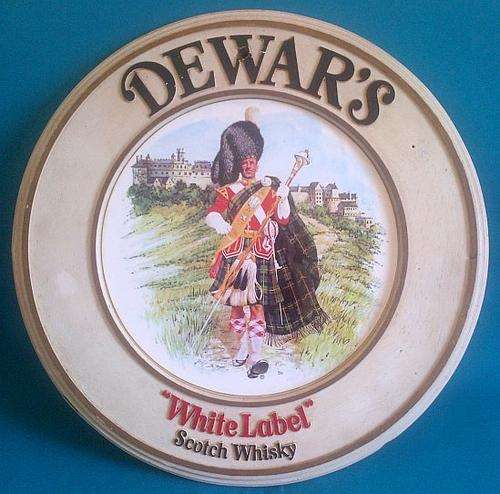 DEWAR'S
"White Label"
Scotch Whisky